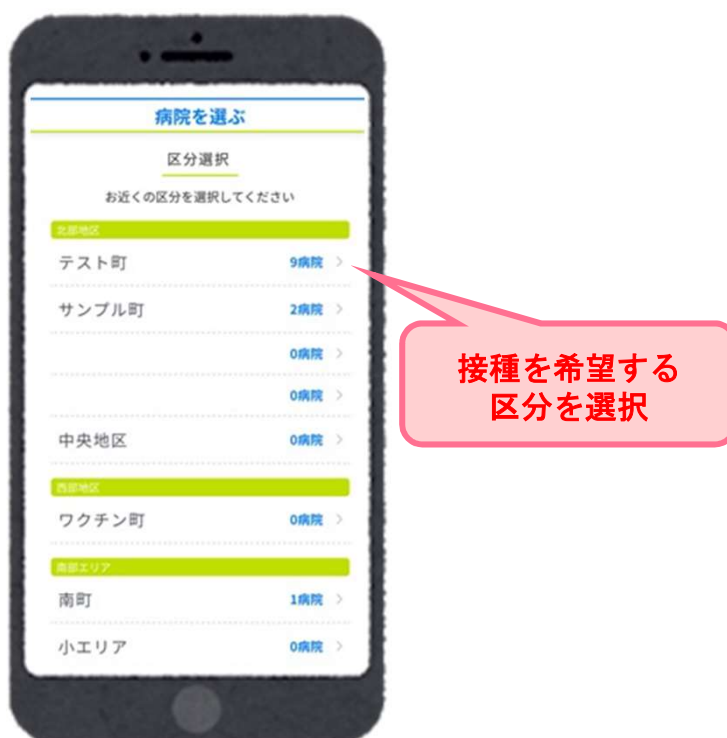 病院を選ぶ
区分選択
お近くの区分を選択してください
北部地区
テスト町 9病院
サンプル町 2病院
0病院
0病院
中央地区 0病院
西部地区
ワクチン町 0病院
南部エリア
南町 1病院
小エリア 0病院
接種を希望する
区分を選択